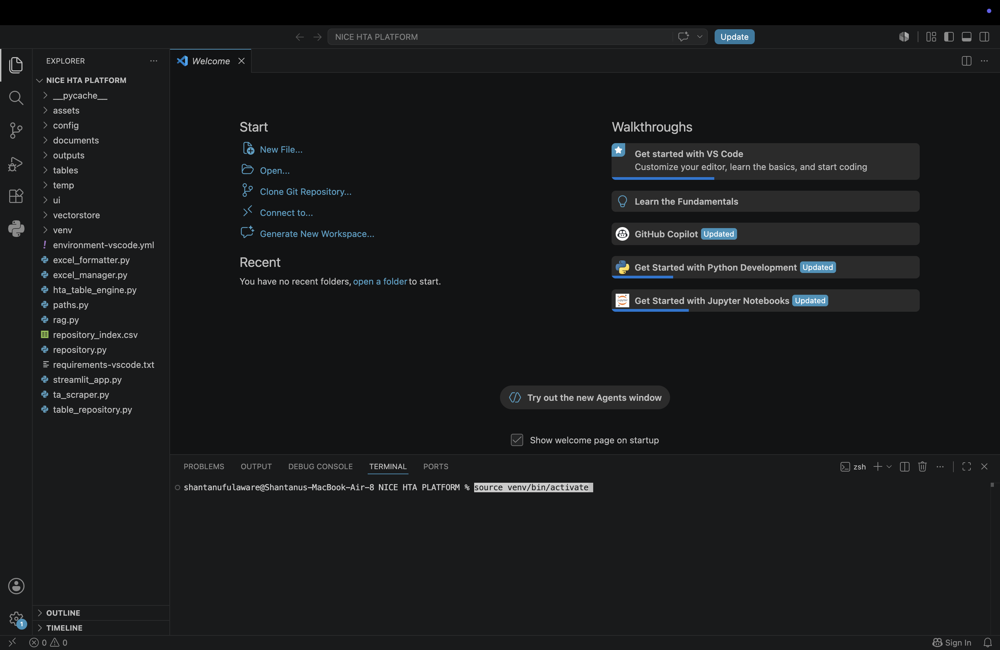 NICE HTA PLATFORM
Update
EXPLORER
NICE HTA PLATFORM
__pycache__
assets
config
documents
outputs
tables
temp
ui
vectorstore
venv
! environment-vscode.yml
excel_formatter.py
excel_manager.py
hta_table_engine.py
paths.py
rag.py
repository_index.csv
repository.py
requirements-vscode.txt
streamlit_app.py
ta_scraper.py
table_repository.py
OUTLINE
TIMELINE
1
Welcome
Start
New File...
Open...
Clone Git Repository...
Connect to...
Generate New Workspace...
Recent
You have no recent folders, open a folder to start.
Walkthroughs
Get started with VS Code
Customize your editor, learn the basics, and start coding
Learn the Fundamentals
GitHub Copilot Updated
Get Started with Python Development Updated
jupyter
Get Started with Jupyter Notebooks Updated
Try out the new Agents window
Show welcome page on startup
PROBLEMS OUTPUT DEBUG CONSOLE TERMINAL PORTS
zsh
shantanufulaware@Shantanus-MacBook-Air-8 NICE HTA PLATFORM % source venv/bin/activate
0 0
Sign In